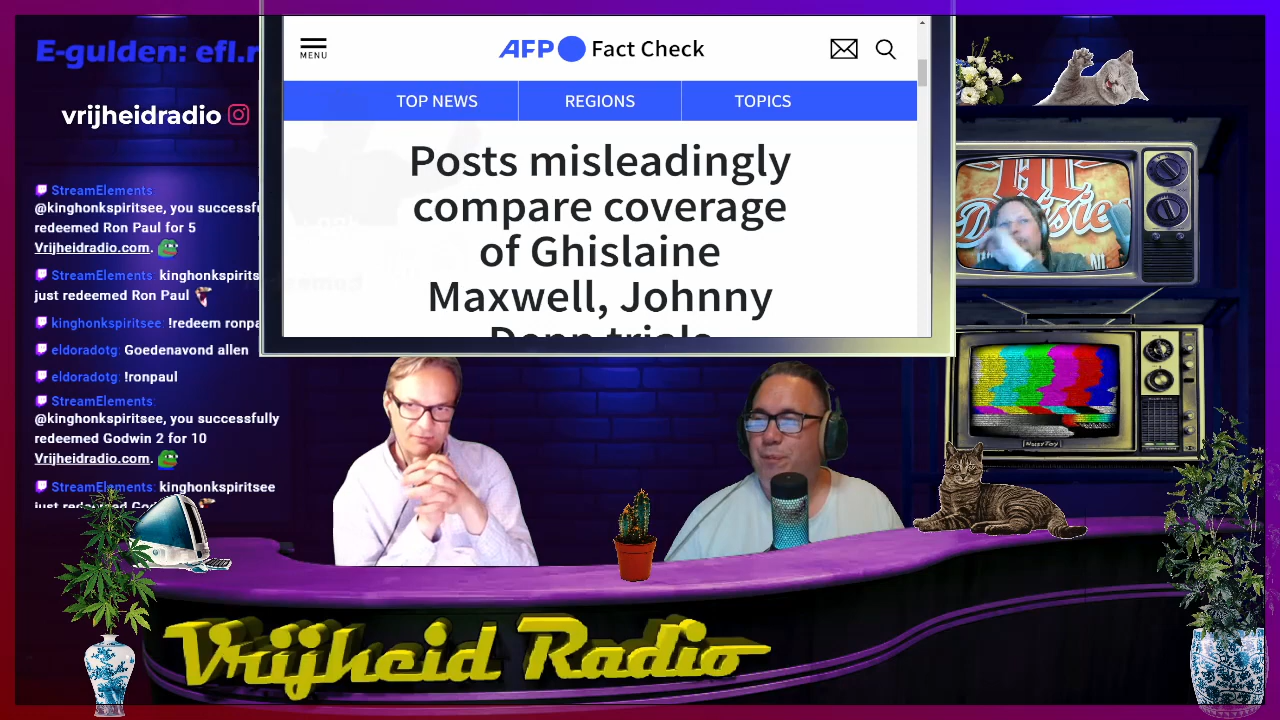 E-gulden: efl.
vrijheidradio
StreamElements
@kinghonkspiritsee, you successf
redeemed Ron Paul for 5
Vrijheidradio.com.
StreamElements: kinghonkspirits
just redeemed Ron Paul
kinghonkspiritsee: !redeem ronpa
eldoradotg: Goedenavond allen
eldoradotg: !ronpaul
StreamElements:
@kinghonkspiritsee, you successfully
redeemed Godwin 2 for 10
Vrijheidradio.com.
StreamElements: kinghonkspiritsee
MENU
AFP Fact Check
TOP NEWS
REGIONS
TOPICS
Posts misleadingly
compare coverage
of Ghislaine
Maxwell, Johnny
Depp trials
Vrijheid Radio